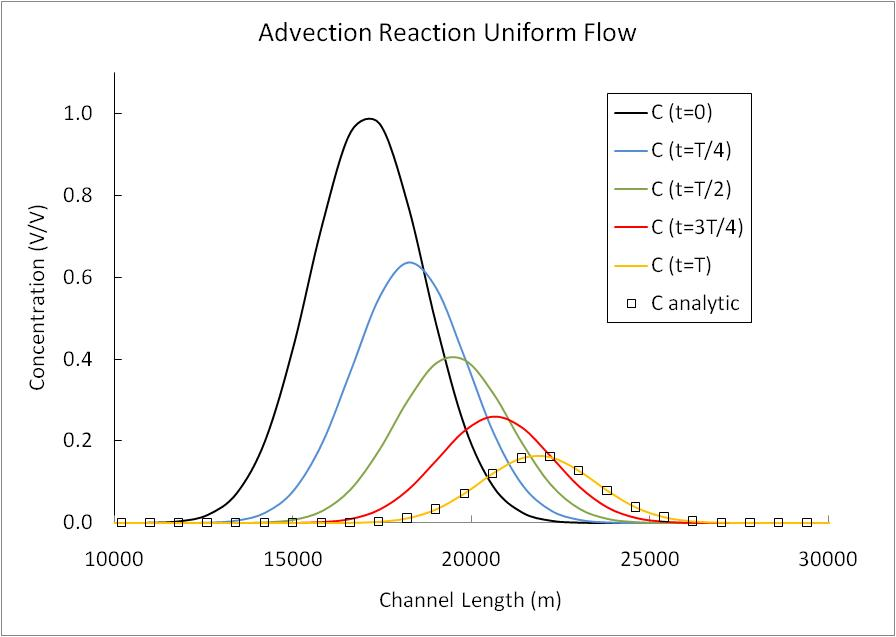 Advection Reaction Uniform Flow
C (t=0)
C (t=T/4)
C (t=T/2)
C (t=3T/4)
C (t=T)
C analytic
Concentration (V/V)
1.0
0.8
0.6
0.4
0.2
0.0
10000 15000 20000 25000 30000
Channel Length (m)